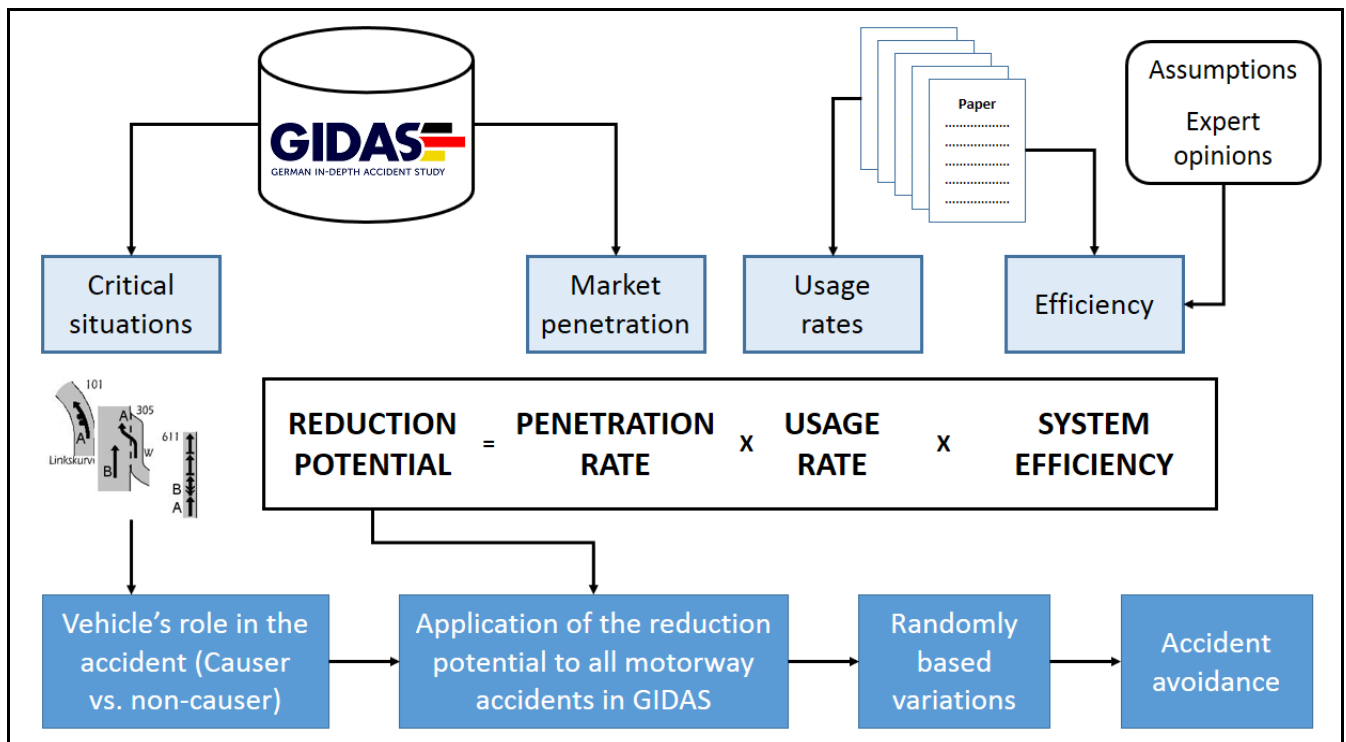 GIDAS
GERMAN IN-DEPTH ACCIDENT STUDY
Paper
..................
..................
..................
..................
..................
Assumptions
Expert
opinions
Critical
situations
Market
penetration
Usage
rates
Efficiency
101
A
Linkskurv
305
A
W
B
611
B
A
REDUCTION
POTENTIAL
=
PENETRATION
RATE
X
USAGE
RATE
X
SYSTEM
EFFICIENCY
Vehicle’s role in the
accident (Causer
vs. non-causer)
Application of the reduction
potential to all motorway
accidents in GIDAS
Randomly
based
variations
Accident
avoidance